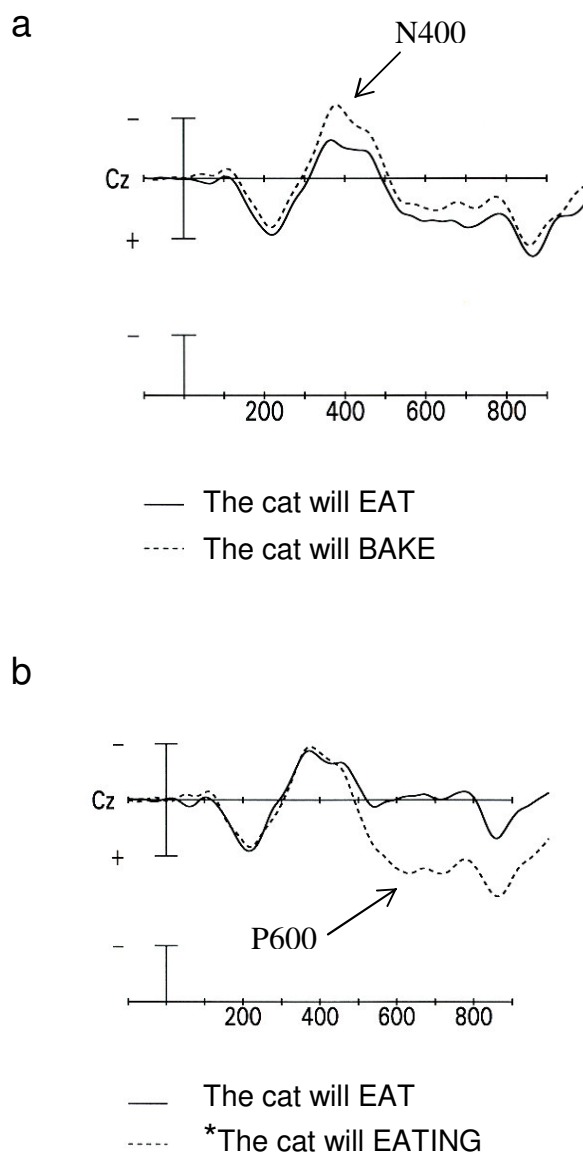 a
N400
–
Cz
+
–
200 400 600 800
The cat will EAT
The cat will BAKE
b
–
Cz
+
P600
–
200 400 600 800
The cat will EAT
*The cat will EATING